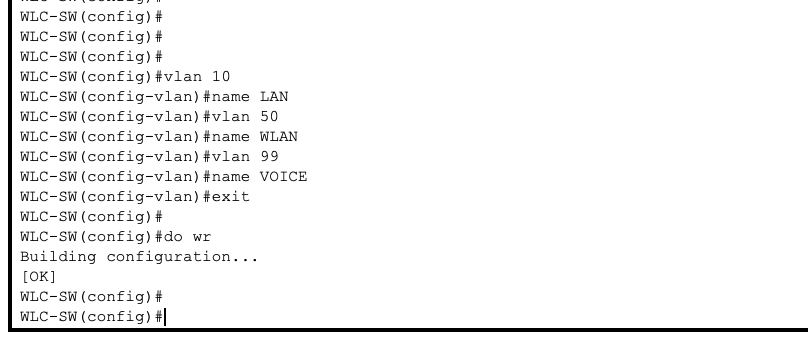 WLC-SW(config)#
WLC-SW(config)#
WLC-SW(config)#
WLC-SW(config)#vlan 10
WLC-SW(config-vlan)#name LAN
WLC-SW(config-vlan)#vlan 50
WLC-SW(config-vlan)#name WLAN
WLC-SW(config-vlan)#vlan 99
WLC-SW(config-vlan)#name VOICE
WLC-SW(config-vlan)#exit
WLC-SW(config)#
WLC-SW(config)#do wr
Building configuration...
[OK]
WLC-SW(config)#
WLC-SW(config)#